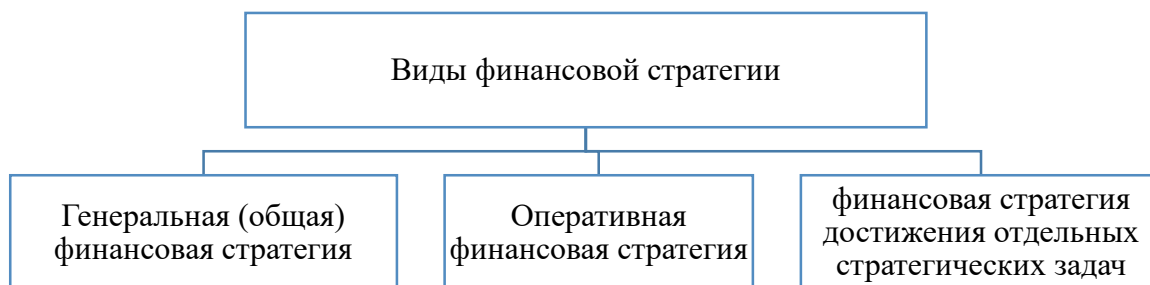 Виды финансовой стратегии
Генеральная (общая)
финансовая стратегия
Оперативная
финансовая стратегия
финансовая стратегия
достижения отдельных
стратегических задач